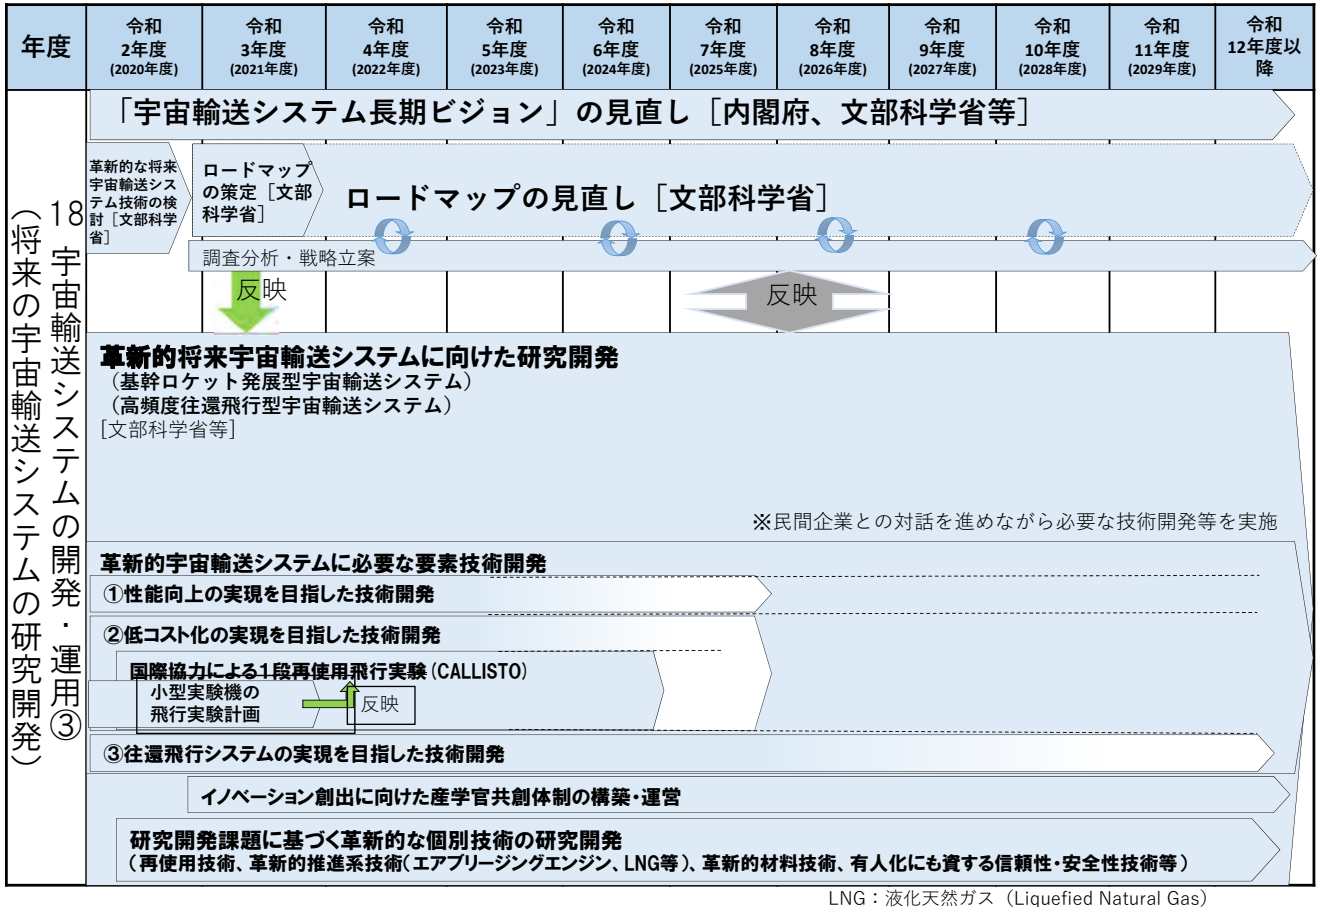 年度
令和
2年度
(2020年度)
令和
3年度
(2021年度)
令和
4年度
(2022年度)
令和
5年度
(2023年度)
令和
6年度
(2024年度)
令和
7年度
(2025年度)
令和
8年度
(2026年度)
令和
9年度
(2027年度)
令和
10年度
(2028年度)
令和
11年度
(2029年度)
令和
12年度以
降
18 宇宙輸送システムの開発・運用③
（将来の宇宙輸送システムの研究開発）
「宇宙輸送システム長期ビジョン」の見直し［内閣府、文部科学省等］
革新的な将来
宇宙輸送シス
テム技術の検
討［文部科学
省］
ロードマップ
の策定［文部
科学省］
ロードマップの見直し［文部科学省］
調査分析・戦略立案
反映
反映
革新的将来宇宙輸送システムに向けた研究開発
（基幹ロケット発展型宇宙輸送システム）
（高頻度往還飛行型宇宙輸送システム）
[文部科学省等]
※民間企業との対話を進めながら必要な技術開発等を実施
革新的宇宙輸送システムに必要な要素技術開発
①性能向上の実現を目指した技術開発
②低コスト化の実現を目指した技術開発
国際協力による1段再使用飛行実験(CALLISTO)
小型実験機の
飛行実験計画
反映
③往還飛行システムの実現を目指した技術開発
イノベーション創出に向けた産学官共創体制の構築・運営
研究開発課題に基づく革新的な個別技術の研究開発
（再使用技術、革新的推進系技術（エアブリージングエンジン、LNG等）、革新的材料技術、有人化にも資する信頼性・安全性技術等）
LNG：液化天然ガス（Liquefied Natural Gas）